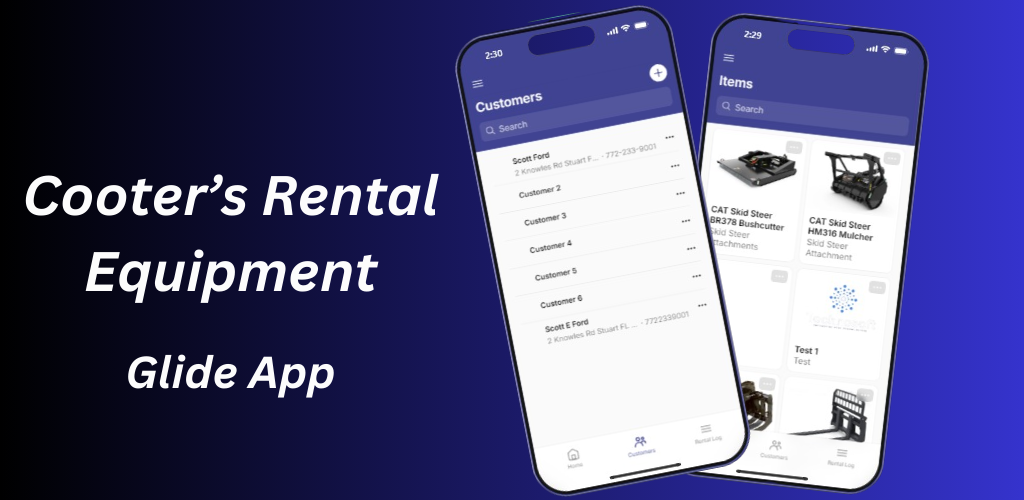 Cooter’s Rental
Equipment
Glide App
2:30
Customers
Search
Scott Ford
2 Knowles Rd Stuart F... · 772-233-9001
Customer 2
Customer 3
Customer 4
Customer 5
Customer 6
Scott E Ford
2 Knowles Rd Stuart FL ... · 7722339001
Home
Customers
Rental Log
2:29
Items
Search
CAT Skid Steer
BR378 Bushcutter
Skid Steer
Attachments
CAT Skid Steer
HM316 Mulcher
Skid Steer
Attachment
Test 1
Test
Customers
Rental Log